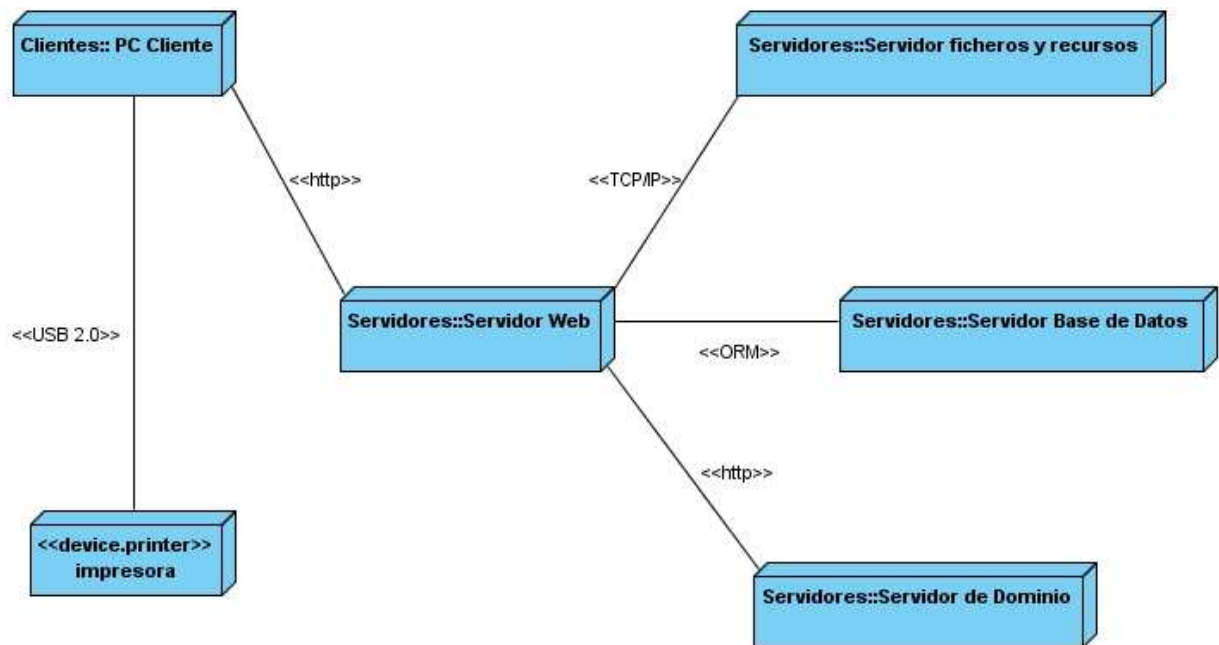 Clientes:: PC Cliente
Servidores::Servidor ficheros y recursos
<<http>>
<<TCP/IP>>
Servidores::Servidor Web
Servidores::Servidor Base de Datos
<<USB 2.0>>
<<ORM>>
<<http>>
<<device.printer>>
impresora
Servidores::Servidor de Dominio